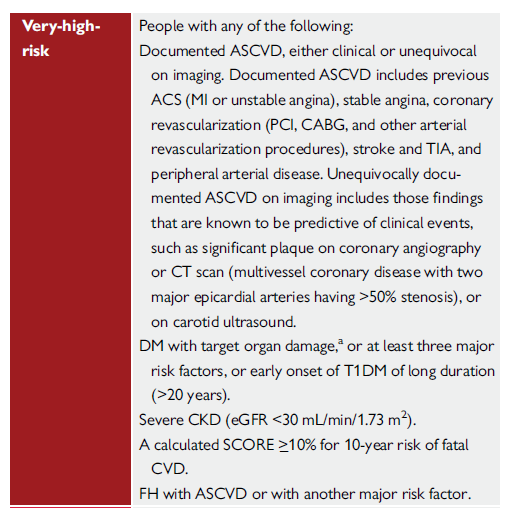 Very-high-
risk
People with any of the following:
Documented ASCVD, either clinical or unequivocal
on imaging. Documented ASCVD includes previous
ACS (MI or unstable angina), stable angina, coronary
revascularization (PCI, CABG, and other arterial
revascularization procedures), stroke and TIA, and
peripheral arterial disease. Unequivocally docu-
mented ASCVD on imaging includes those findings
that are known to be predictive of clinical events,
such as significant plaque on coronary angiography
or CT scan (multivessel coronary disease with two
major epicardial arteries having >50% stenosis), or
on carotid ultrasound.
DM with target organ damage,ᵃ or at least three major
risk factors, or early onset of T1DM of long duration
(>20 years).
Severe CKD (eGFR <30 mL/min/1.73 m²).
A calculated SCORE ≥10% for 10-year risk of fatal
CVD.
FH with ASCVD or with another major risk factor.